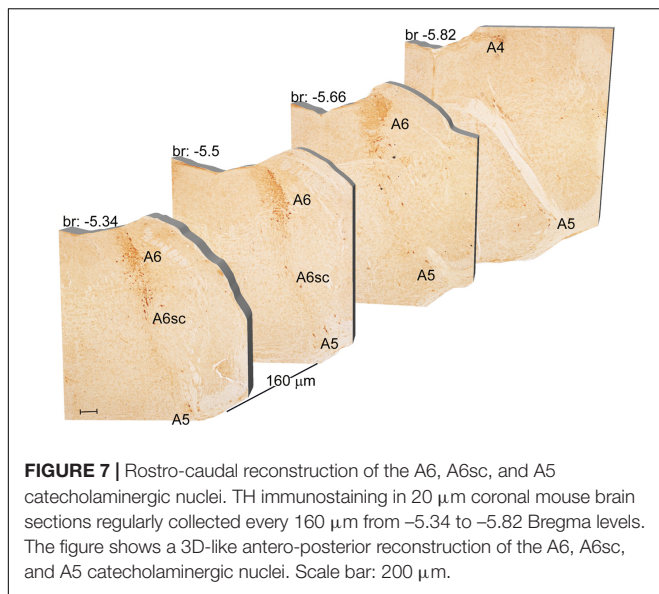 br -5.82
A4
br: -5.66
A6
br: -5.5
A6
A5
br: -5.34
A6
A6sc
A5
A6sc
A5
160 μm
A5
FIGURE 7 | Rostro-caudal reconstruction of the A6, A6sc, and A5
catecholaminergic nuclei. TH immunostaining in 20 μm coronal mouse brain
sections regularly collected every 160 μm from –5.34 to –5.82 Bregma levels.
The figure shows a 3D-like antero-posterior reconstruction of the A6, A6sc,
and A5 catecholaminergic nuclei. Scale bar: 200 μm.